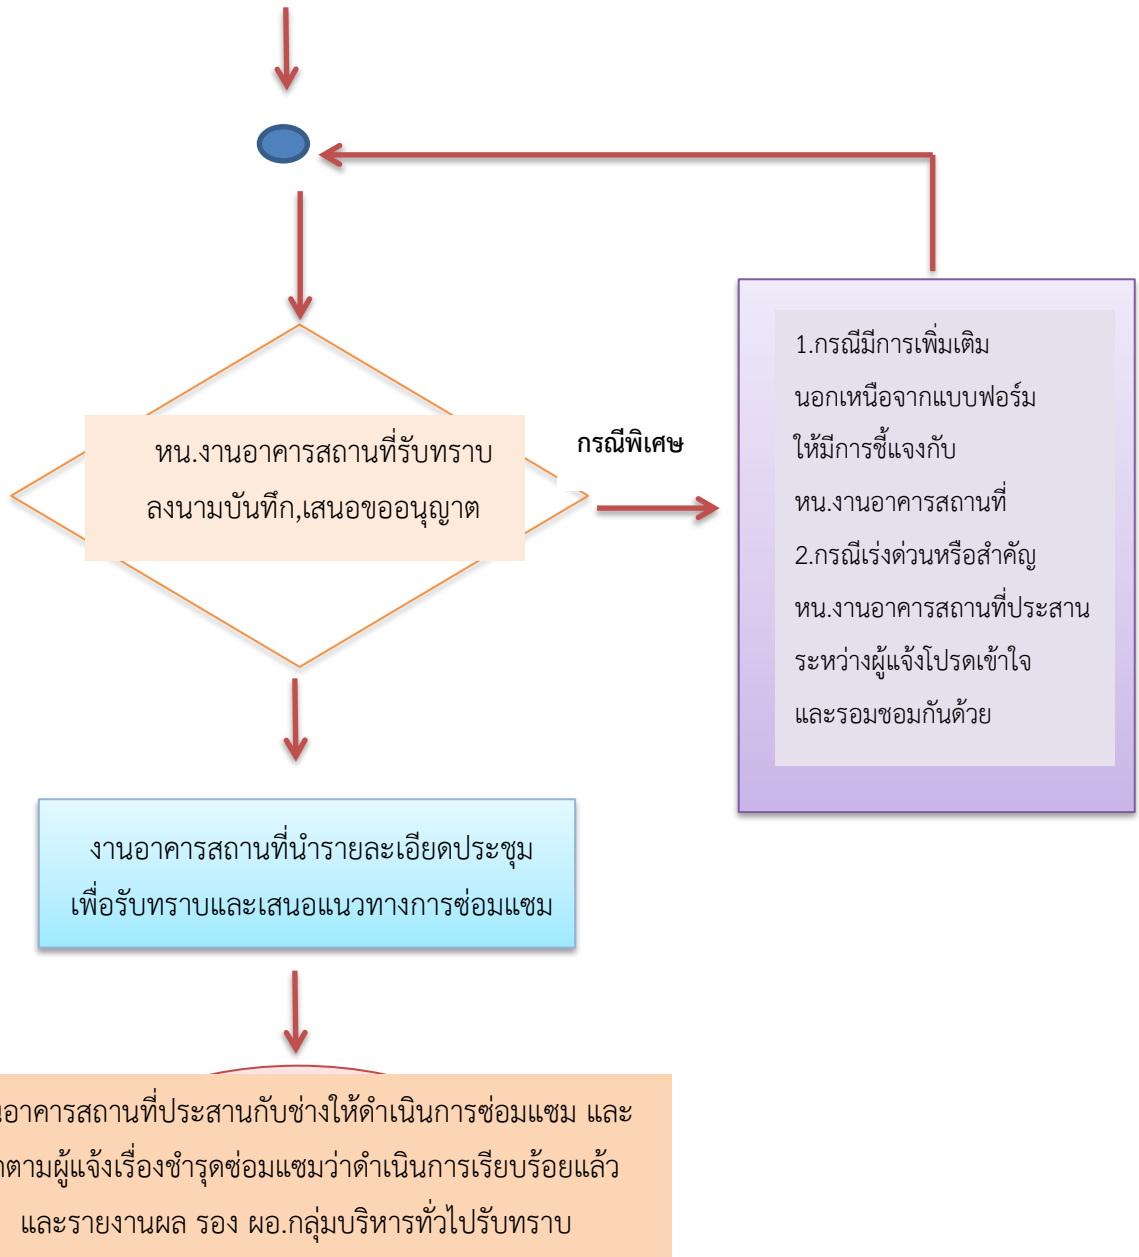 หน.งานอาคารสถานที่รับทราบ
ลงนามบันทึก,เสนอขออนุญาต
กรณีพิเศษ
1.กรณีมีการเพิ่มเติม
นอกเหนือจากแบบฟอร์ม
ให้มีการชี้แจงกับ
หน.งานอาคารสถานที่
2.กรณีเร่งด่วนหรือสำคัญ
หน.งานอาคารสถานที่ประสาน
ระหว่างผู้แจ้งโปรดเข้าใจ
และรอมชอมกันด้วย
งานอาคารสถานที่นำรายละเอียดประชุม
เพื่อรับทราบและเสนอแนวทางการซ่อมแซม
อาคารสถานที่ประสานกับช่างให้ดำเนินการซ่อมแซม และ
ตามผู้แจ้งเรื่องชำรุดซ่อมแซมว่าดำเนินการเรียบร้อยแล้ว
และรายงานผล รอง ผอ.กลุ่มบริหารทั่วไปรับทราบ